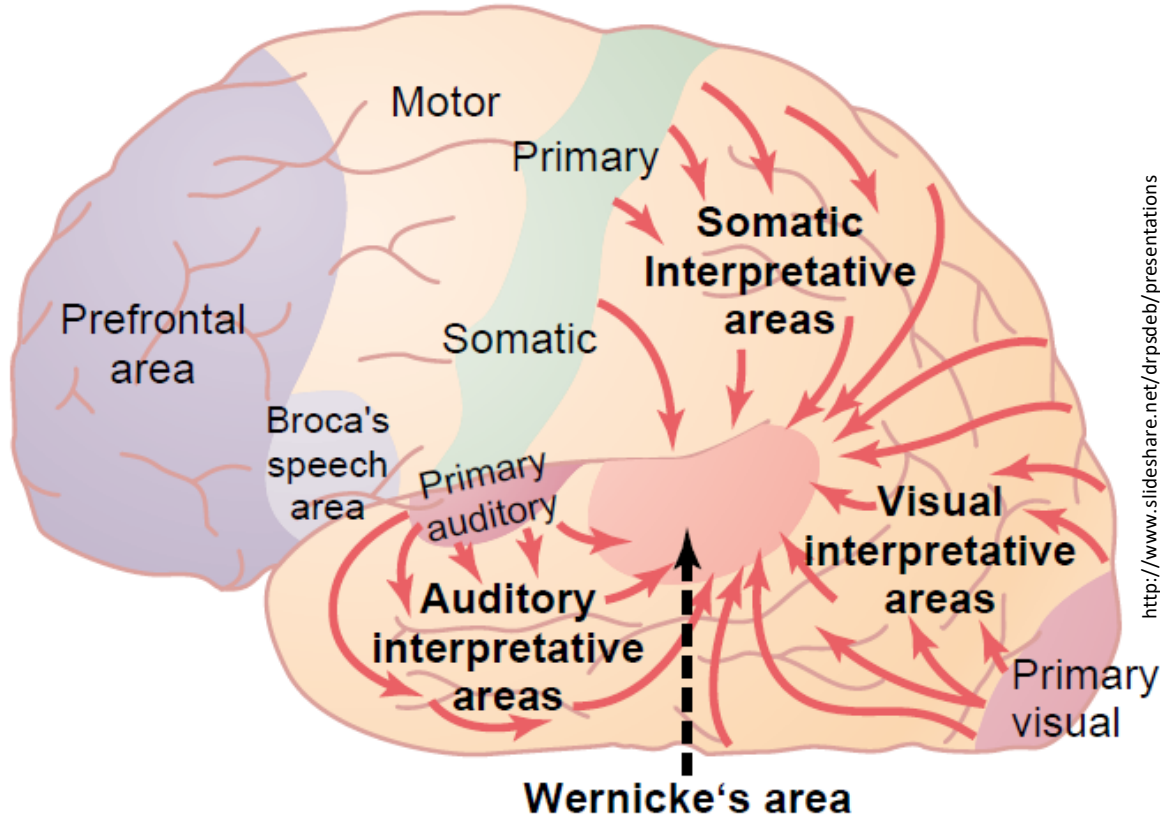 Motor
Primary
Somatic
Interpretative
areas
Prefrontal
area
Somatic
Broca's
speech
area
Primary
auditory
Auditory
interpretative
areas
Visual
interpretative
areas
Primary
visual
Wernicke‘s area
http://www.slideshare.net/drpsdeb/presentations